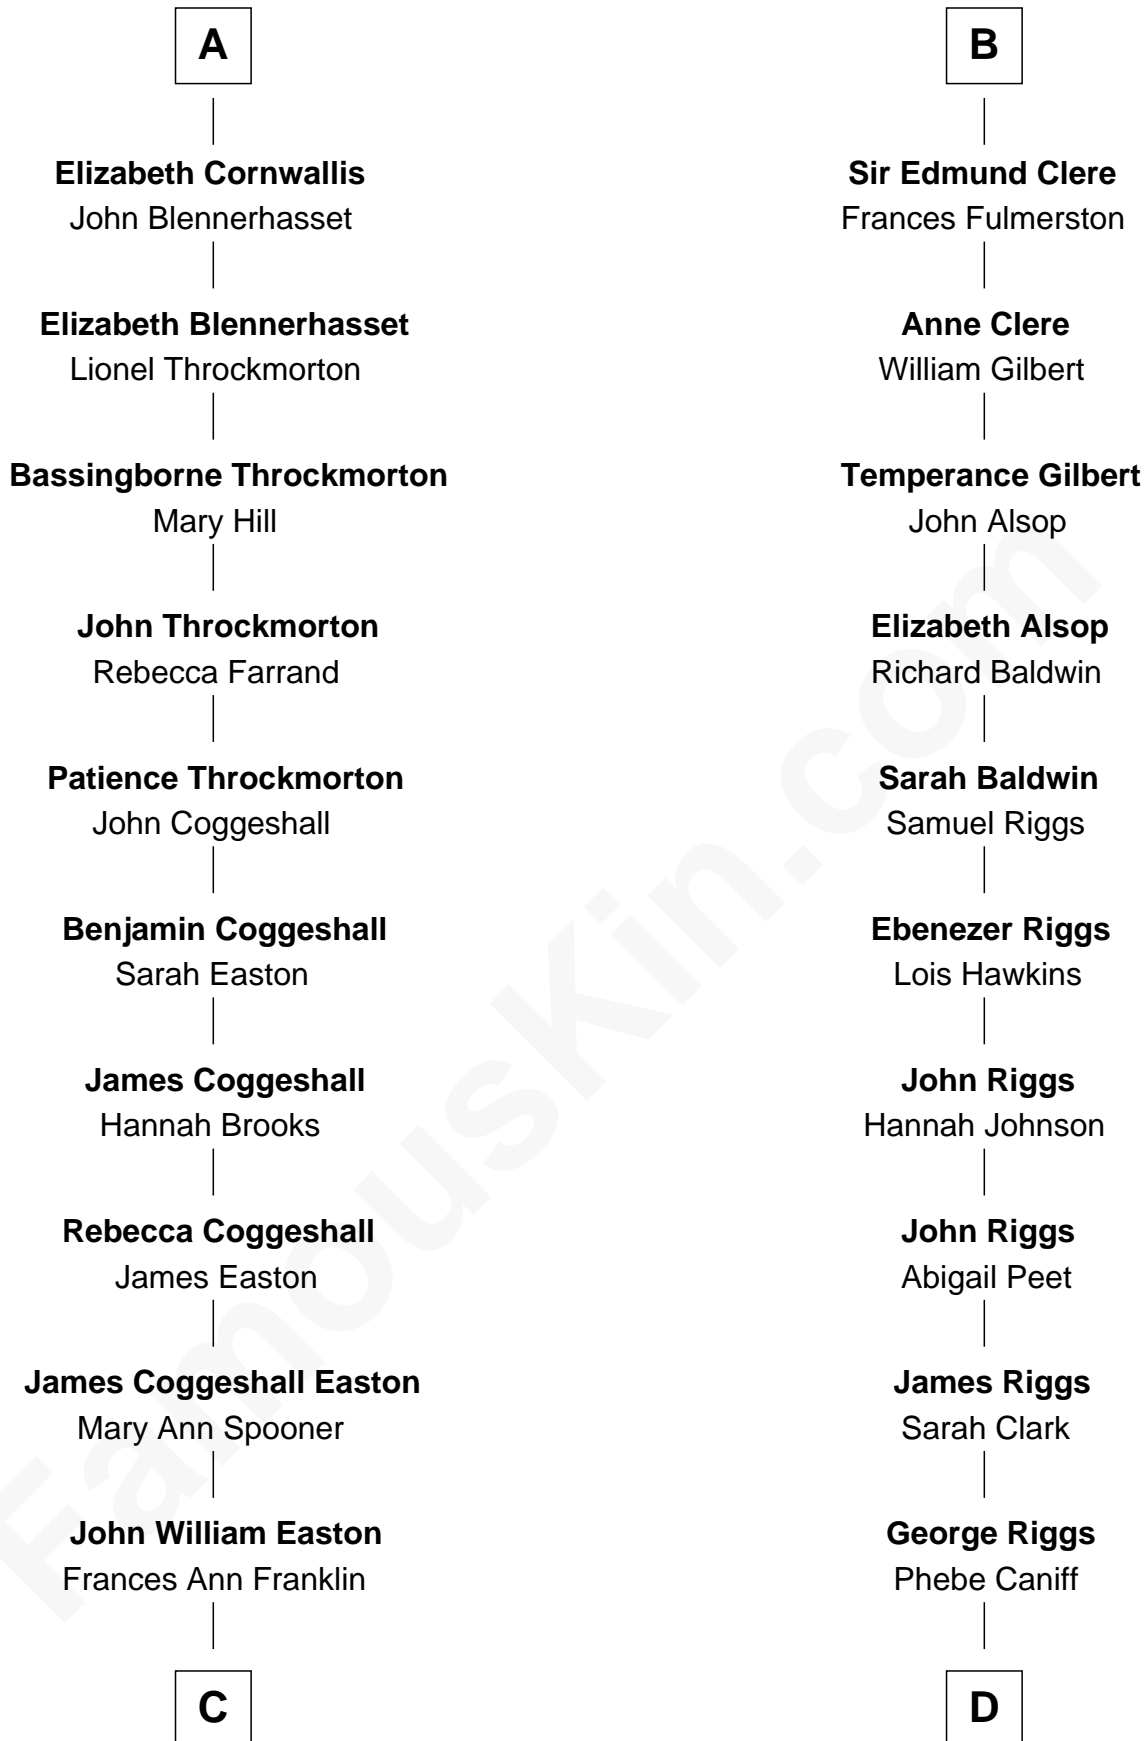 A
Elizabeth Cornwallis
John Blennerhasset
Elizabeth Blennerhasset
Lionel Throckmorton
Bassingborne Throckmorton
Mary Hill
John Throckmorton
Rebecca Farrand
Patience Throckmorton
John Coggeshall
Benjamin Coggeshall
Sarah Easton
James Coggeshall
Hannah Brooks
Rebecca Coggeshall
James Easton
James Coggeshall Easton
Mary Ann Spooner
John William Easton
Frances Ann Franklin
C
B
Sir Edmund Clere
Frances Fulmerston
Anne Clere
William Gilbert
Temperance Gilbert
John Alsop
Elizabeth Alsop
Richard Baldwin
Sarah Baldwin
Samuel Riggs
Ebenezer Riggs
Lois Hawkins
John Riggs
Hannah Johnson
John Riggs
Abigail Peet
James Riggs
Sarah Clark
George Riggs
Phebe Caniff
D
FamousKin.com